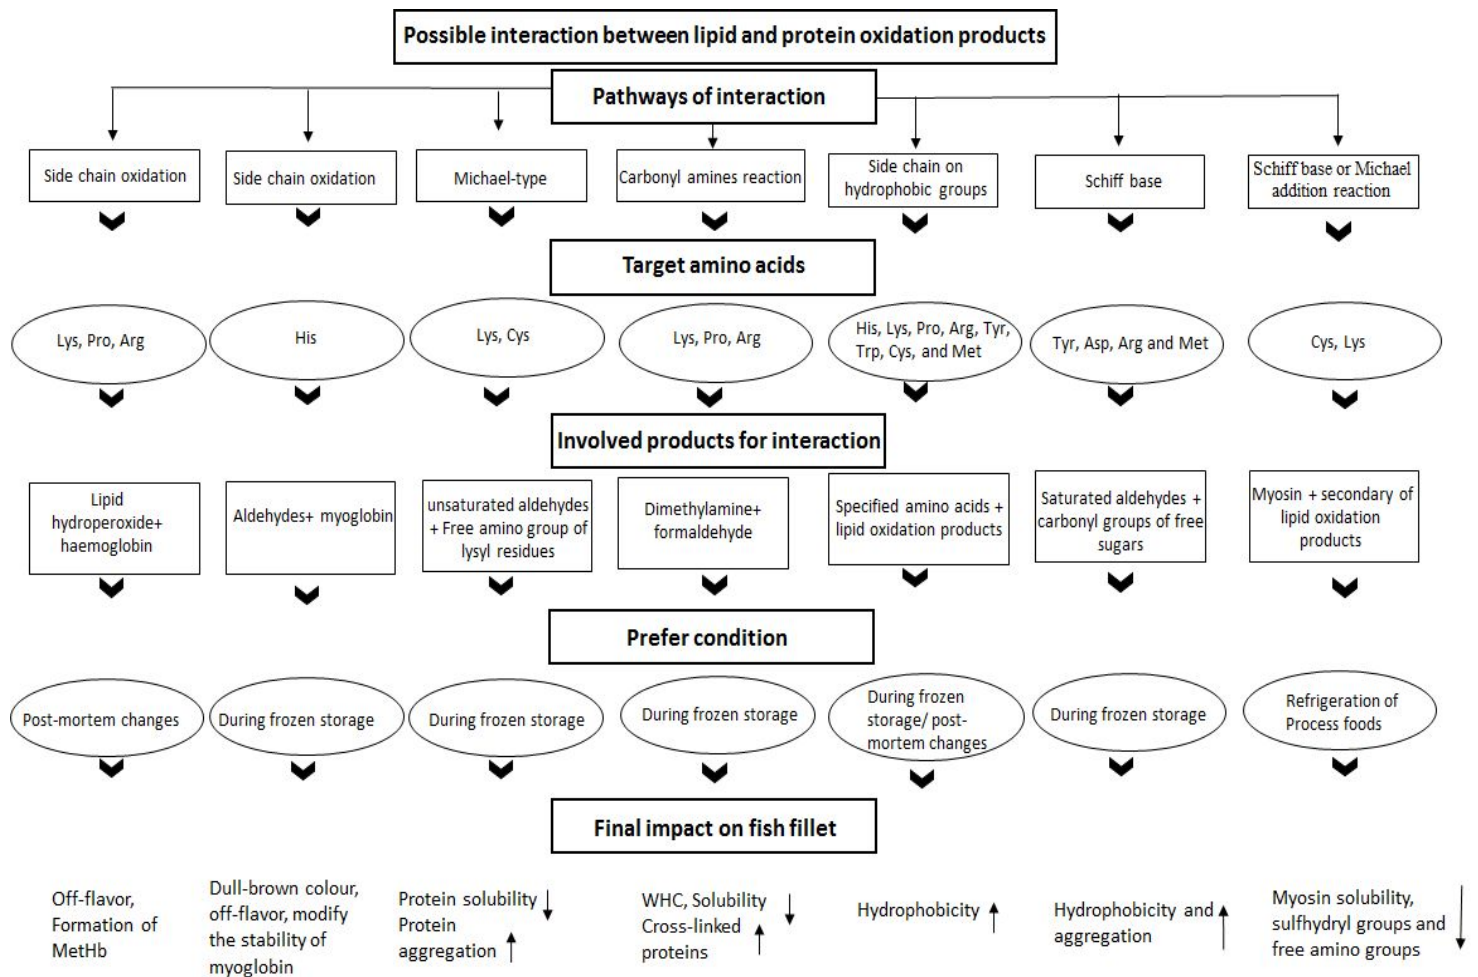 Possible interaction between lipid and protein oxidation products
Pathways of interaction
Side chain oxidation
Side chain oxidation
Michael-type
Carbonyl amines reaction
Side chain on
hydrophobic groups
Schiff base
Schiff base or Michael
addition reaction
Target amino acids
Lys, Pro, Arg
His
Lys, Cys
Lys, Pro, Arg
His, Lys, Pro, Arg, Tyr,
Trp, Cys, and Met
Tyr, Asp, Arg and Met
Cys, Lys
Involved products for interaction
Lipid
hydroperoxide+
haemoglobin
Aldehydes+ myoglobin
unsaturated aldehydes
+ Free amino group of
lysyl residues
Dimethylamine+
formaldehyde
Specified amino acids +
lipid oxidation products
Saturated aldehydes +
carbonyl groups of free
sugars
Myosin + secondary of
lipid oxidation
products
Prefer condition
Post-mortem changes
During frozen storage
During frozen storage
During frozen storage
During frozen
storage/ post-
mortem changes
During frozen storage
Refrigeration of
Process foods
Final impact on fish fillet
Off-flavor,
Formation of
MetHb
Dull-brown colour,
off-flavor, modify
the stability of
myoglobin
Protein solubility
Protein
aggregation
WHC, Solubility
Cross-linked
proteins
Hydrophobicity
Hydrophobicity and
aggregation
Myosin solubility,
sulfhydryl groups and
free amino groups